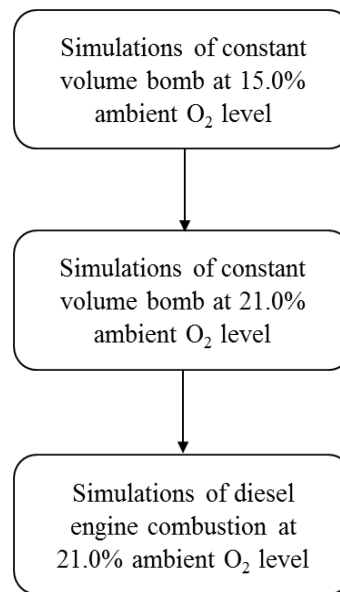 Simulations of constant
volume bomb at 15.0%
ambient O₂ level
Simulations of constant
volume bomb at 21.0%
ambient O₂ level
Simulations of diesel
engine combustion at
21.0% ambient O₂ level